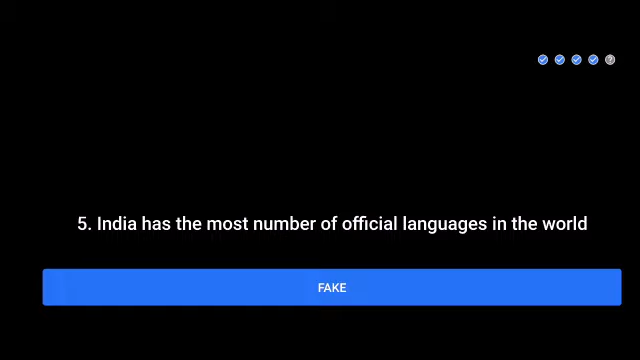 5. India has the most number of official languages in the world
FAKE